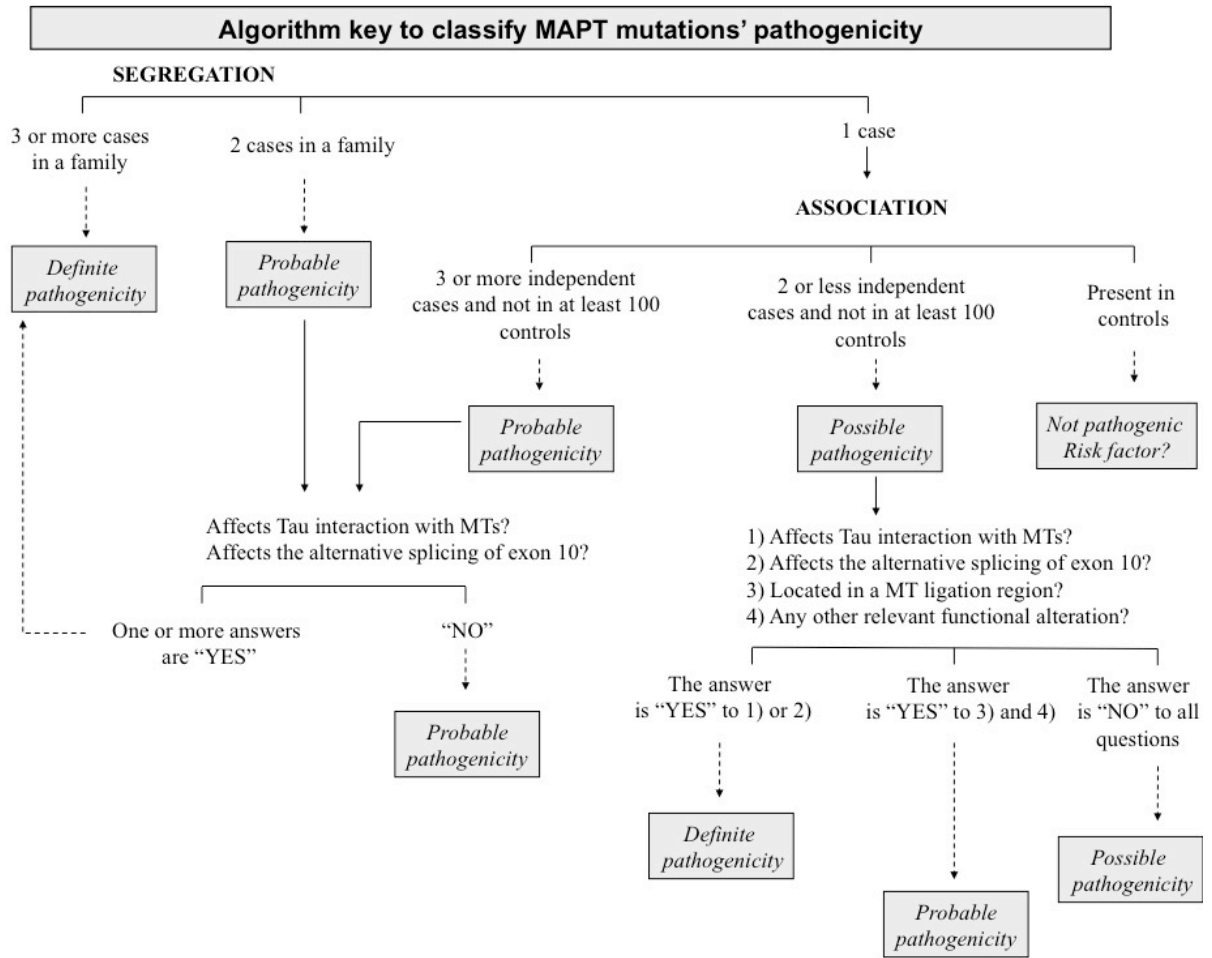 Algorithm key to classify MAPT mutations’ pathogenicity
SEGREGATION
3 or more cases
in a family
2 cases in a family
1 case
ASSOCIATION
Definite
pathogenicity
Probable
pathogenicity
3 or more independent
cases and not in at least 100
controls
2 or less independent
cases and not in at least 100
controls
Present in
controls
Probable
pathogenicity
Possible
pathogenicity
Not pathogenic
Risk factor?
Affects Tau interaction with MTs?
Affects the alternative splicing of exon 10?
1) Affects Tau interaction with MTs?
2) Affects the alternative splicing of exon 10?
3) Located in a MT ligation region?
4) Any other relevant functional alteration?
One or more answers
are “YES”
“NO”
Probable
pathogenicity
The answer
is “YES” to 1) or 2)
The answer
is “YES” to 3) and 4)
The answer
is “NO” to all
questions
Definite
pathogenicity
Probable
pathogenicity
Possible
pathogenicity